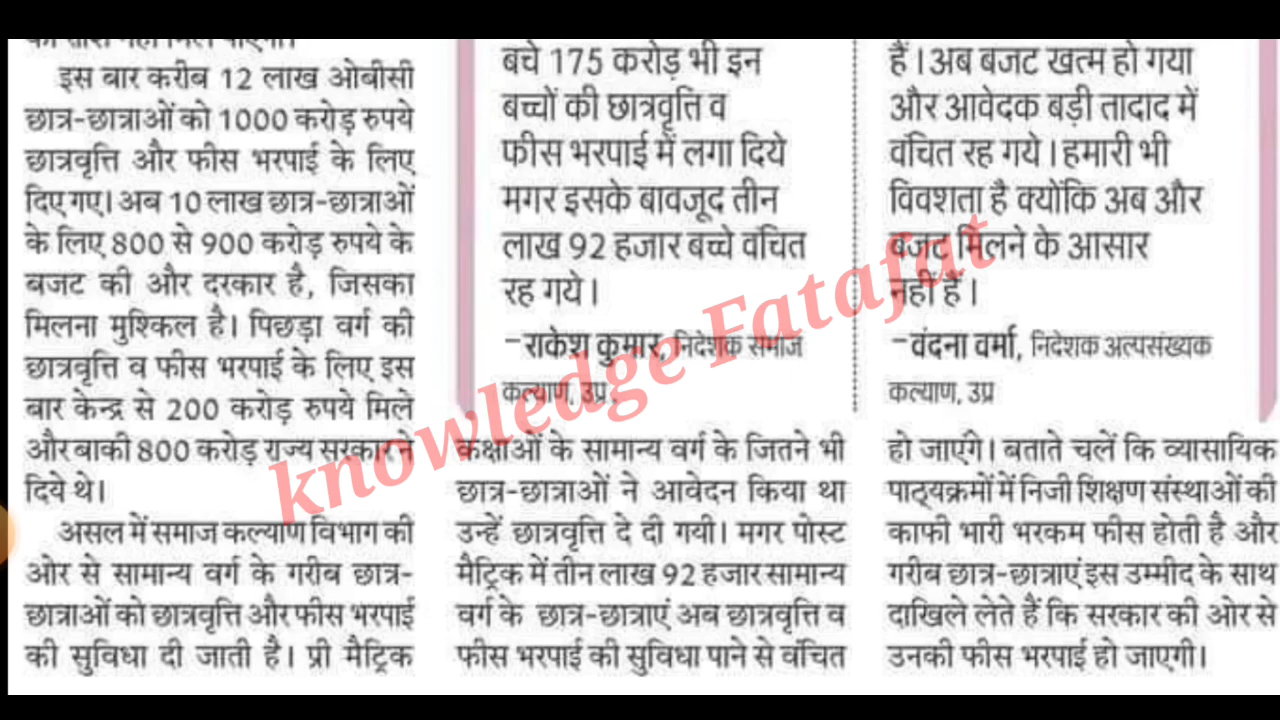 इस बार करीब 12 लाख ओबीसी
छात्र-छात्राओं को 1000 करोड़ रुपये
छात्रवृत्ति और फीस भरपाई के लिए
दिए गए। अब 10 लाख छात्र-छात्राओं
के लिए 800 से 900 करोड़ रुपये के
बजट की और दरकार है, जिसका
मिलना मुश्किल है। पिछड़ा वर्ग की
छात्रवृत्ति व फीस भरपाई के लिए इस
बार केन्द्र से 200 करोड़ रुपये मिले
और बाकी 800 करोड़ राज्य सरकार ने
दिये थे।
असल में समाज कल्याण विभाग की
ओर से सामान्य वर्ग के गरीब छात्र-
छात्राओं को छात्रवृत्ति और फीस भरपाई
की सुविधा दी जाती है। प्री मैट्रिक
बचे 175 करोड़ भी इन
बच्चों की छात्रवृत्ति व
फीस भरपाई में लगा दिये
मगर इसके बावजूद तीन
लाख 92 हजार बच्चे वंचित
रह गये।
-राकेश कुमार, निदेशक समाज
कल्याण, उप्र.
हैं। अब बजट खत्म हो गया
और आवेदक बड़ी तादाद में
वंचित रह गये। हमारी भी
विवशता है क्योंकि अब और
बजट मिलने के आसार
नहीं हैं।
-वंदना वर्मा, निदेशक अल्पसंख्यक
कल्याण, उप्र
कक्षाओं के सामान्य वर्ग के जितने भी
छात्र-छात्राओं ने आवेदन किया था
उन्हें छात्रवृत्ति दे दी गयी। मगर पोस्ट
मैट्रिक में तीन लाख 92 हजार सामान्य
वर्ग के छात्र-छात्राएं अब छात्रवृत्ति व
फीस भरपाई की सुविधा पाने से वंचित
हो जाएंगे। बताते चलें कि व्यासायिक
पाठ्यक्रमों में निजी शिक्षण संस्थाओं की
काफी भारी भरकम फीस होती है और
गरीब छात्र-छात्राएं इस उम्मीद के साथ
दाखिले लेते हैं कि सरकार की ओर से
उनकी फीस भरपाई हो जाएगी।
knowledge Fatafat